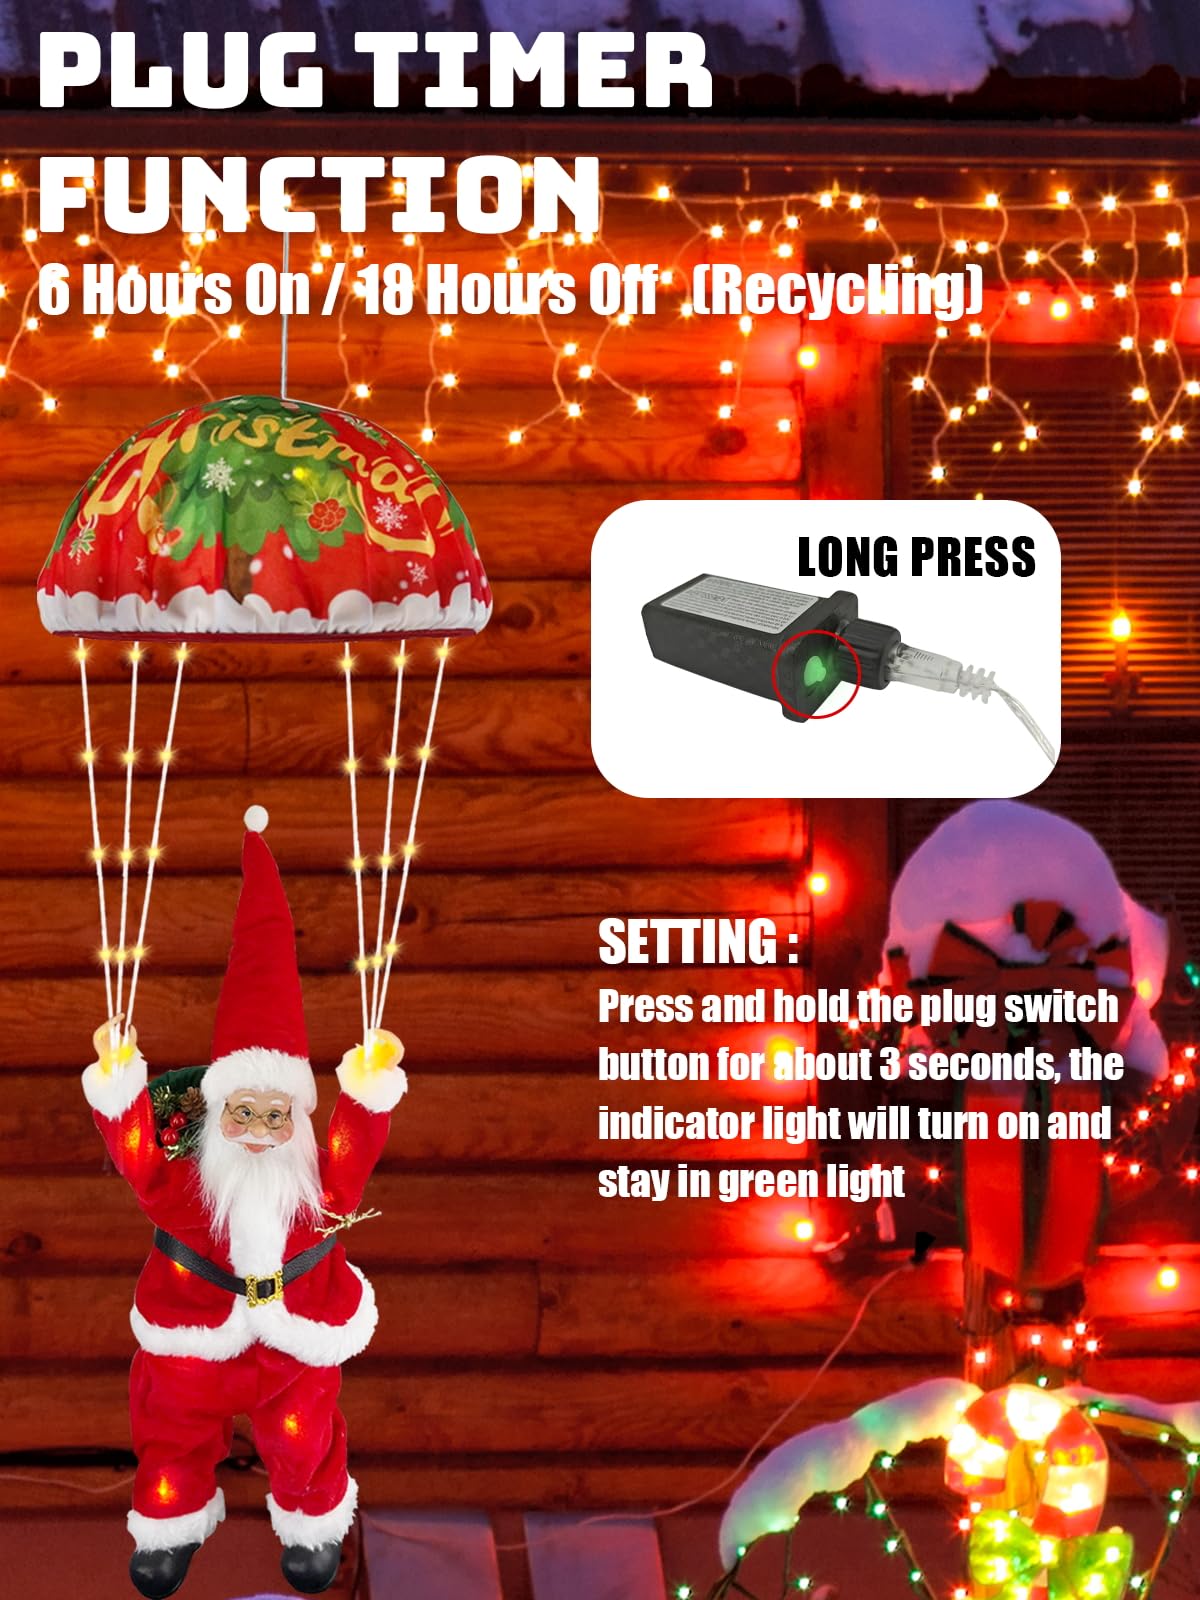 PLUG TIMER
FUNCTION
6 Hours On / 18 Hours Off (Recycling)
Christmas
LONG PRESS
SETTING :
Press and hold the plug switch
button for about 3 seconds, the
indicator light will turn on and
stay in green light